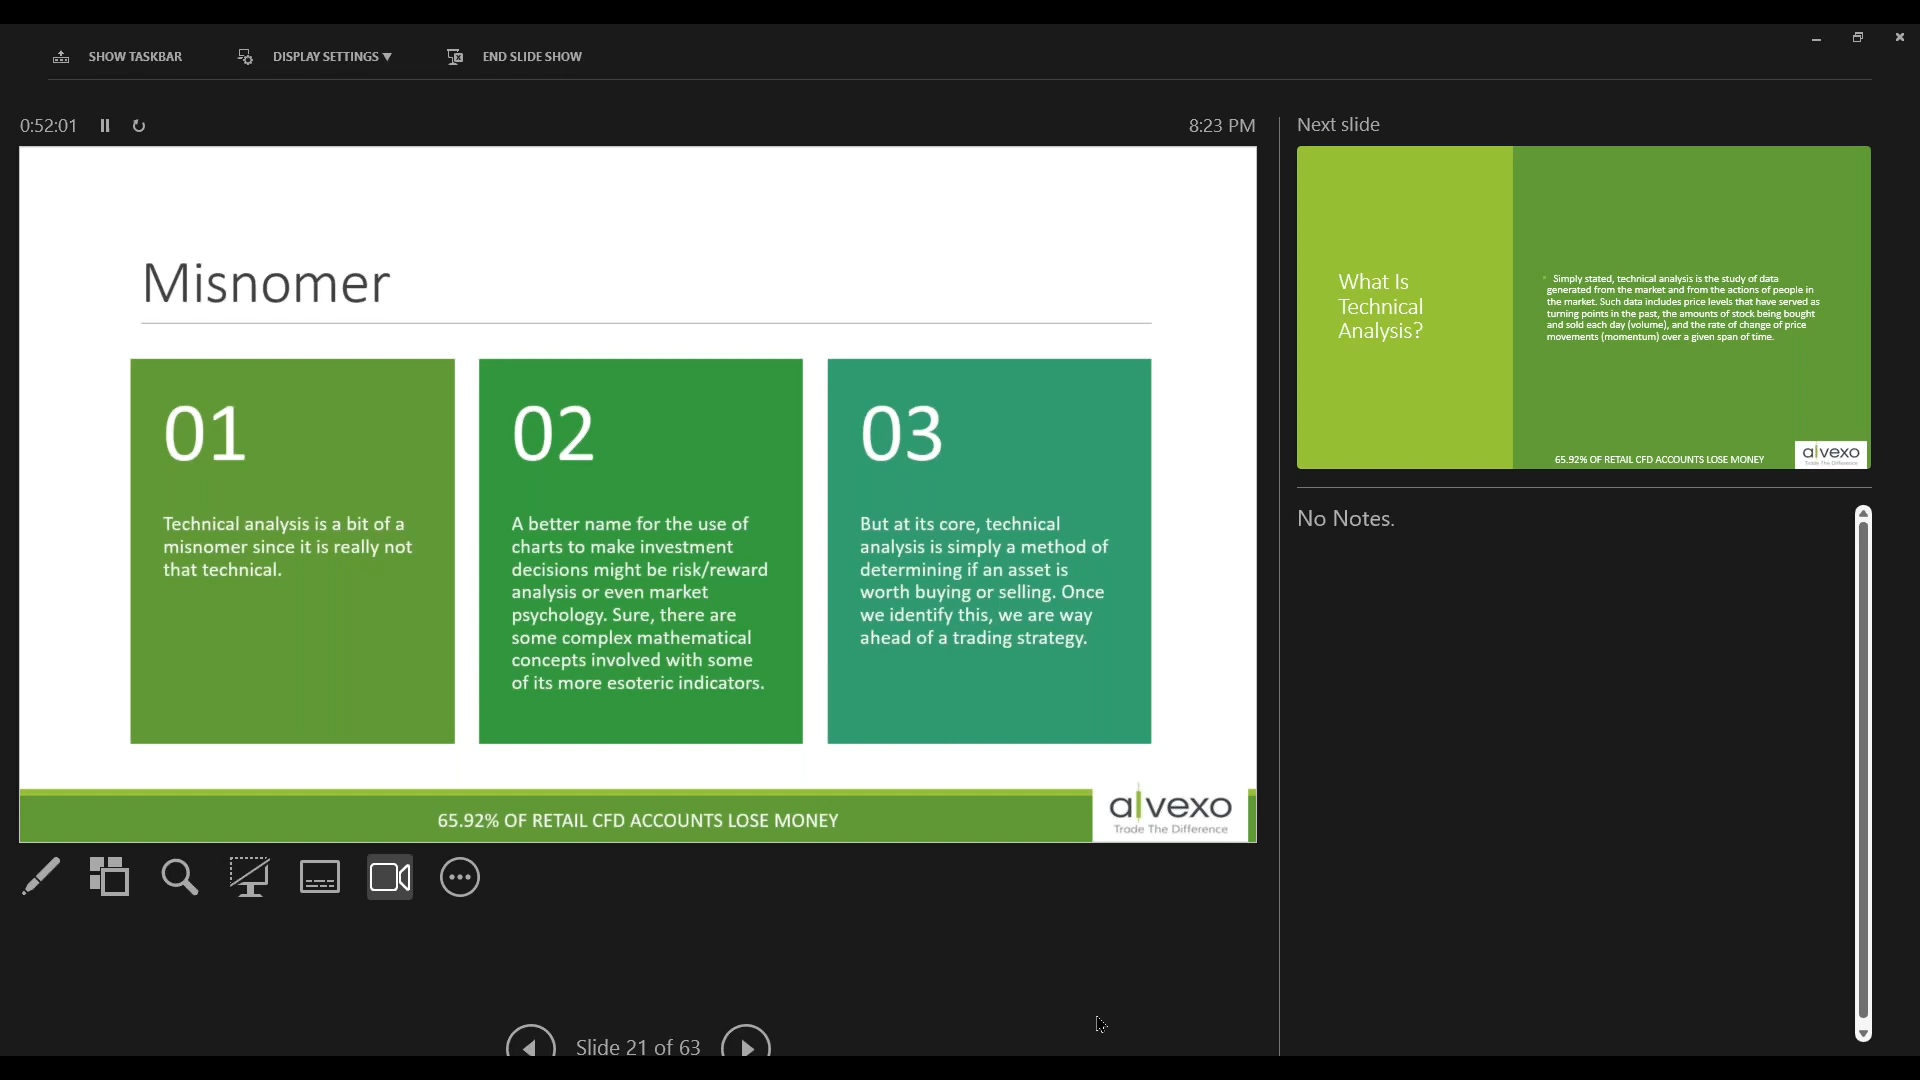 SHOW TASKBAR
DISPLAY SETTINGS ▼
END SLIDE SHOW
0:52:01
8:23 PM
Misnomer
01
Technical analysis is a bit of a
misnomer since it is really not
that technical.
02
A better name for the use of
charts to make investment
decisions might be risk/reward
analysis or even market
psychology. Sure, there are
some complex mathematical
concepts involved with some
of its more esoteric indicators.
03
But at its core, technical
analysis is simply a method of
determining if an asset is
worth buying or selling. Once
we identify this, we are way
ahead of a trading strategy.
65.92% OF RETAIL CFD ACCOUNTS LOSE MONEY
alvexo
Trade The Difference
Slide 21 of 63
Next slide
What Is
Technical
Analysis?
Simply stated, technical analysis is the study of data
generated from the market and from the actions of people in
the market. Such data includes price levels that have served as
turning points in the past, the amounts of stock being bought
and sold each day (volume), and the rate of change of price
movements (momentum) over a given span of time.
65.92% OF RETAIL CFD ACCOUNTS LOSE MONEY
alvexo
Trade The Difference
No Notes.